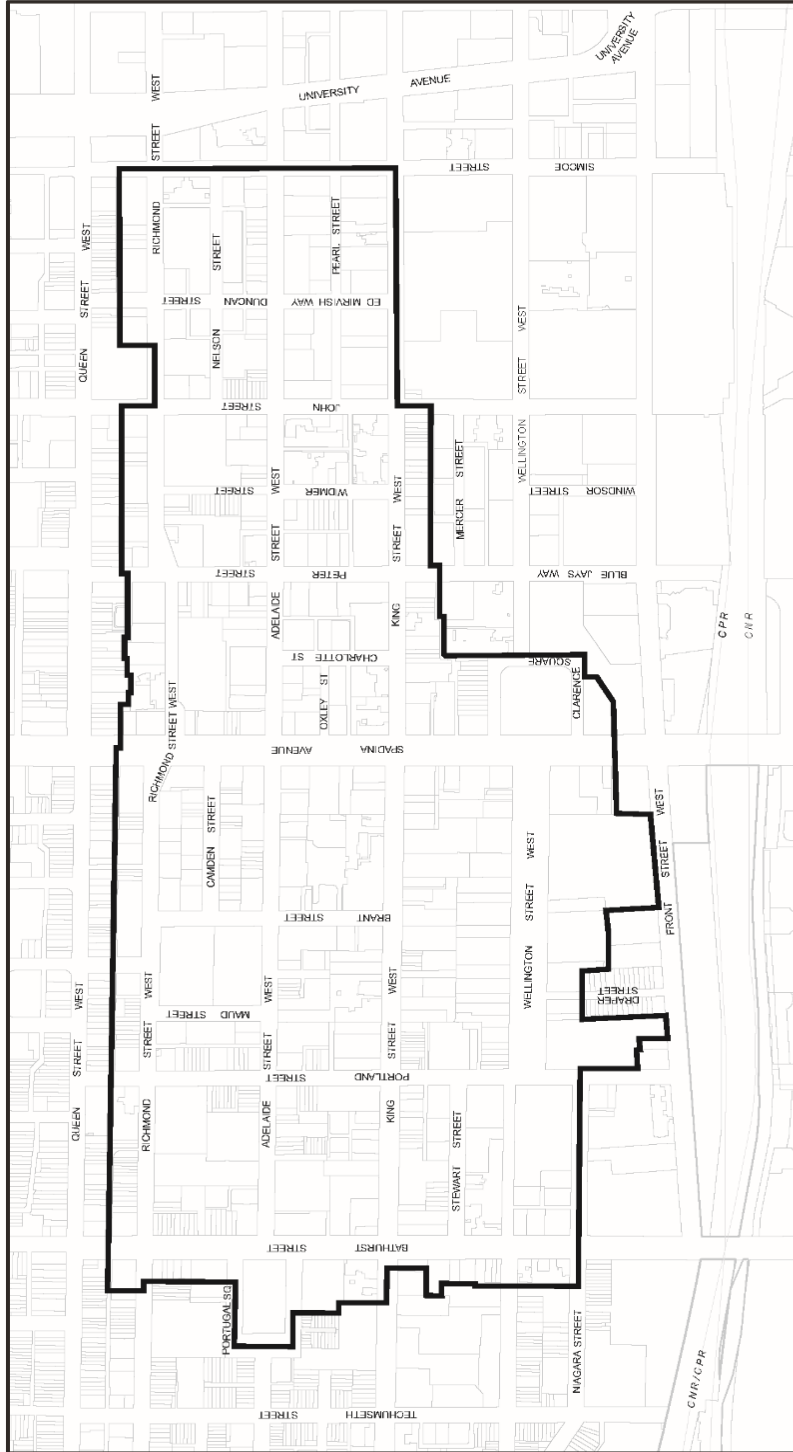 QUEEN STREET WEST
QUEEN STREET WEST
RICHMOND STREET WEST
RICHMOND STREET WEST
RICHMOND STREET WEST
NELSON STREET
CAMDEN STREET
PORTUGAL SQ
ADELAIDE STREET WEST
ADELAIDE STREET WEST
PEARL STREET
OXLEY ST
KING STREET WEST
KING STREET WEST
MERCER STREET
STEWART STREET
WELLINGTON STREET WEST
WELLINGTON STREET WEST
CLARENCE SQUARE
NIAGARA STREET
FRONT STREET WEST
TECHUMSETH STREET
BATHURST STREET
PORTLAND STREET
MAUD STREET
DRAPER STREET
BRANT STREET
SPADINA AVENUE
CHARLOTTE ST
PETER STREET
BLUE JAYS WAY
WIDMER STREET
WINDSOR STREET
JOHN STREET
DUNCAN STREET
ED MIRVISH WAY
SIMCOE STREET
UNIVERSITY AVENUE
UNIVERSITY AVENUE
CPR
CNR
CNR/CPR